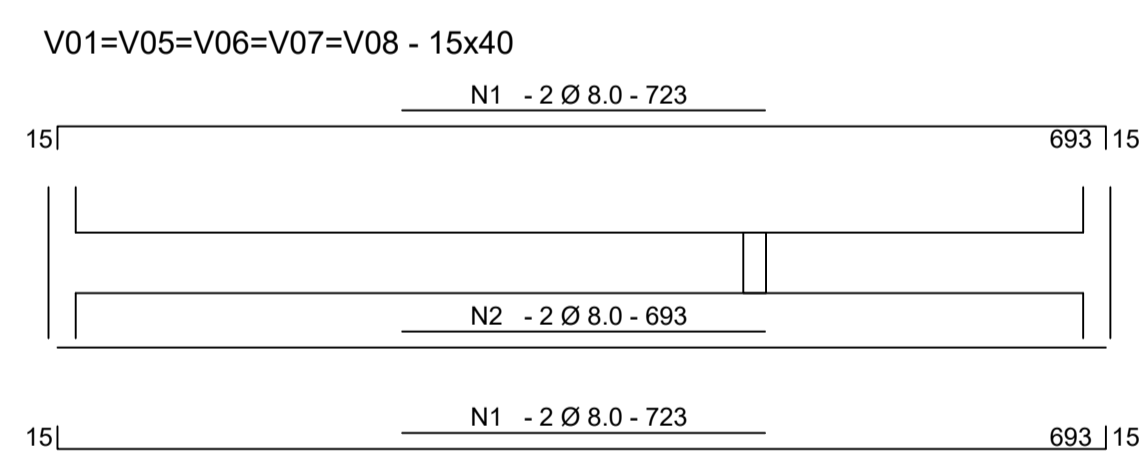 V01=V05=V06=V07=V08 - 15x40
N1 - 2 Ø 8.0 - 723
15 693 15
N2 - 2 Ø 8.0 - 693
N1 - 2 Ø 8.0 - 723
15 693 15